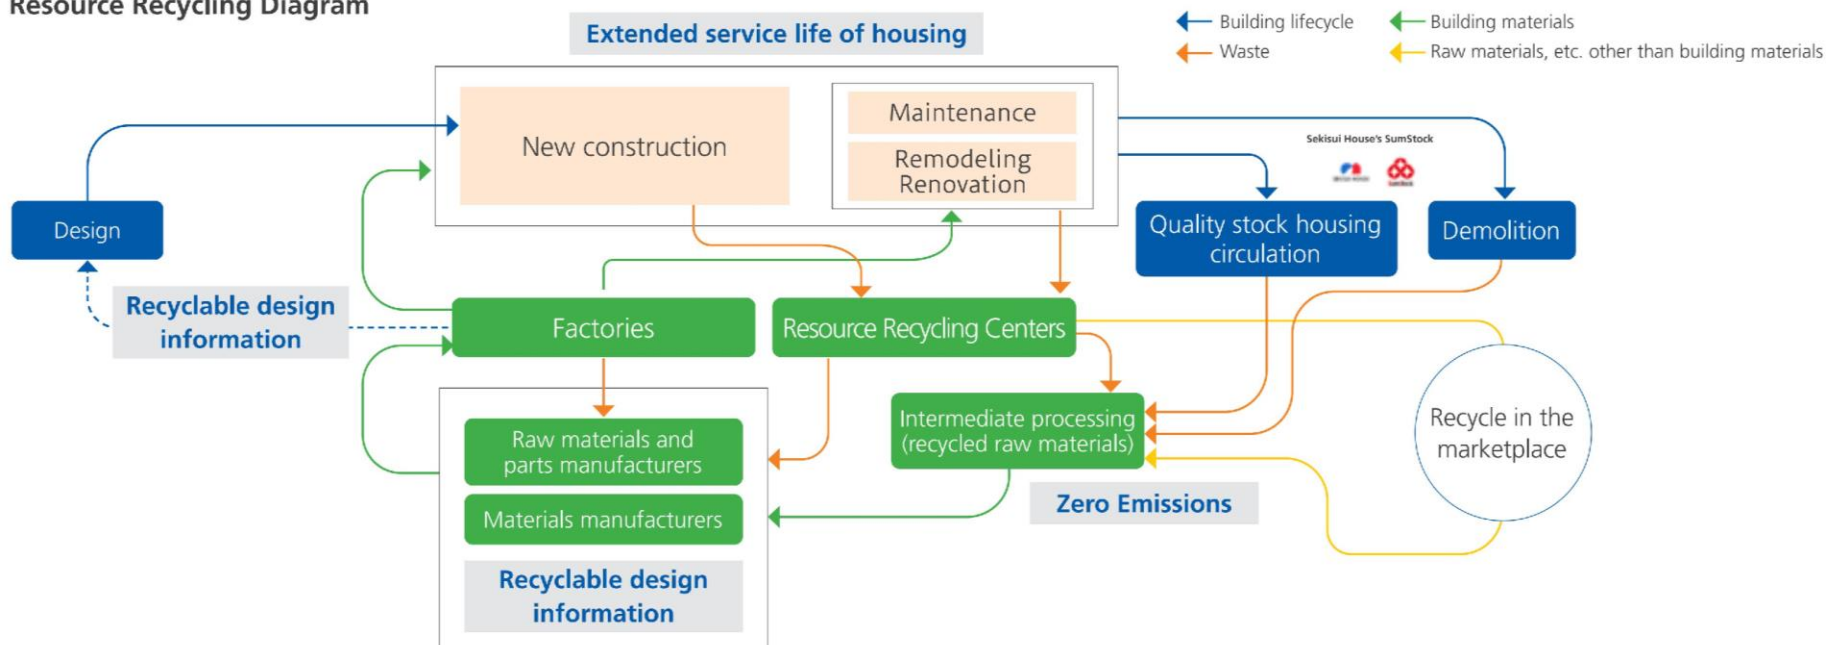 Resource Recycling Diagram
Building lifecycle
Building materials
Waste
Raw materials, etc. other than building materials
Extended service life of housing
New construction
Maintenance
Remodeling
Renovation
Sekisui House's SumStock
Design
Quality stock housing
circulation
Demolition
Recyclable design
information
Factories
Resource Recycling Centers
Raw materials and
parts manufacturers
Intermediate processing
(recycled raw materials)
Recycle in the
marketplace
Materials manufacturers
Zero Emissions
Recyclable design
information